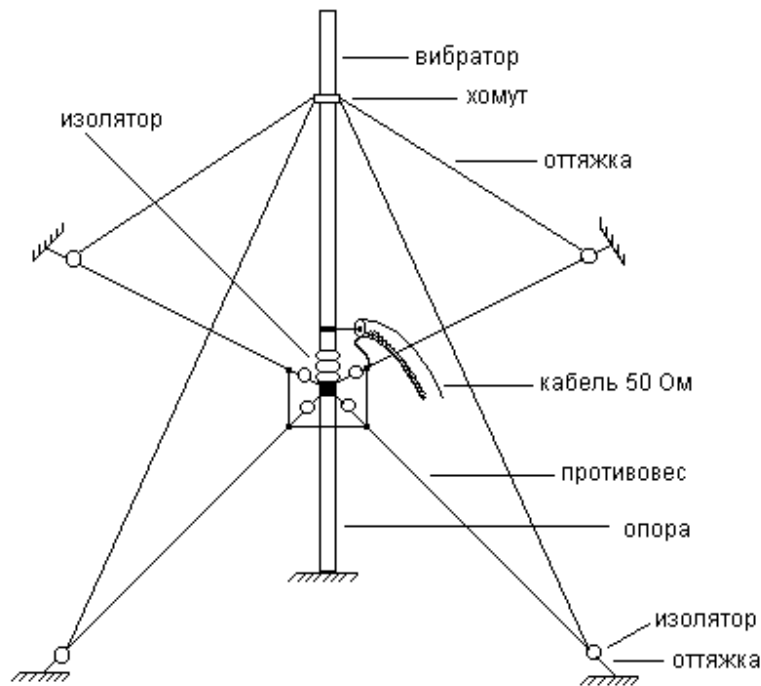 вибратор
хомут
изолятор
оттяжка
кабель 50 Ом
противовес
опора
изолятор
оттяжка